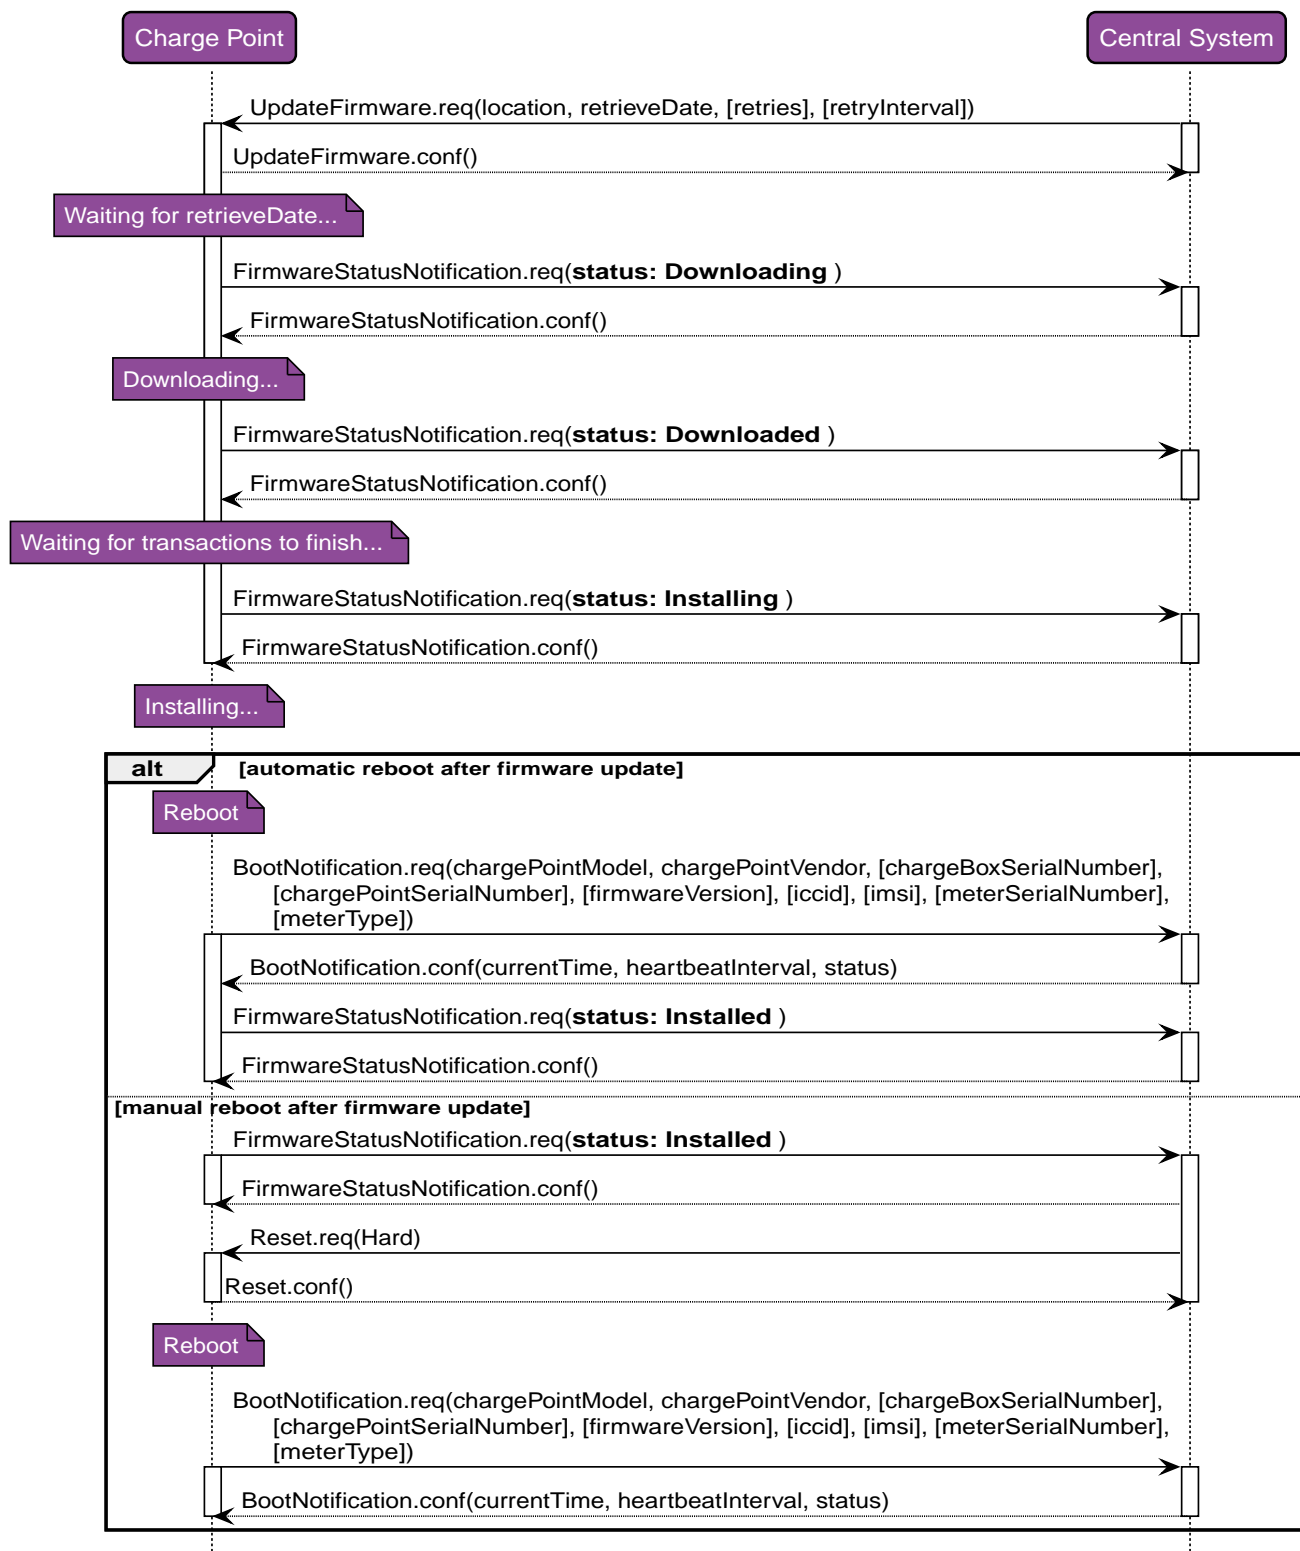 Charge Point
Central System
UpdateFirmware.req(location, retrieveDate, [retries], [retryInterval])
UpdateFirmware.conf()
Waiting for retrieveDate...
FirmwareStatusNotification.req(status: Downloading )
FirmwareStatusNotification.conf()
Downloading...
FirmwareStatusNotification.req(status: Downloaded )
FirmwareStatusNotification.conf()
Waiting for transactions to finish...
FirmwareStatusNotification.req(status: Installing )
FirmwareStatusNotification.conf()
Installing...
alt
[automatic reboot after firmware update]
Reboot
BootNotification.req(chargePointModel, chargePointVendor, [chargeBoxSerialNumber],
[chargePointSerialNumber], [firmwareVersion], [iccid], [imsi], [meterSerialNumber],
[meterType])
BootNotification.conf(currentTime, heartbeatInterval, status)
FirmwareStatusNotification.req(status: Installed )
FirmwareStatusNotification.conf()
[manual reboot after firmware update]
FirmwareStatusNotification.req(status: Installed )
FirmwareStatusNotification.conf()
Reset.req(Hard)
Reset.conf()
Reboot
BootNotification.req(chargePointModel, chargePointVendor, [chargeBoxSerialNumber],
[chargePointSerialNumber], [firmwareVersion], [iccid], [imsi], [meterSerialNumber],
[meterType])
BootNotification.conf(currentTime, heartbeatInterval, status)